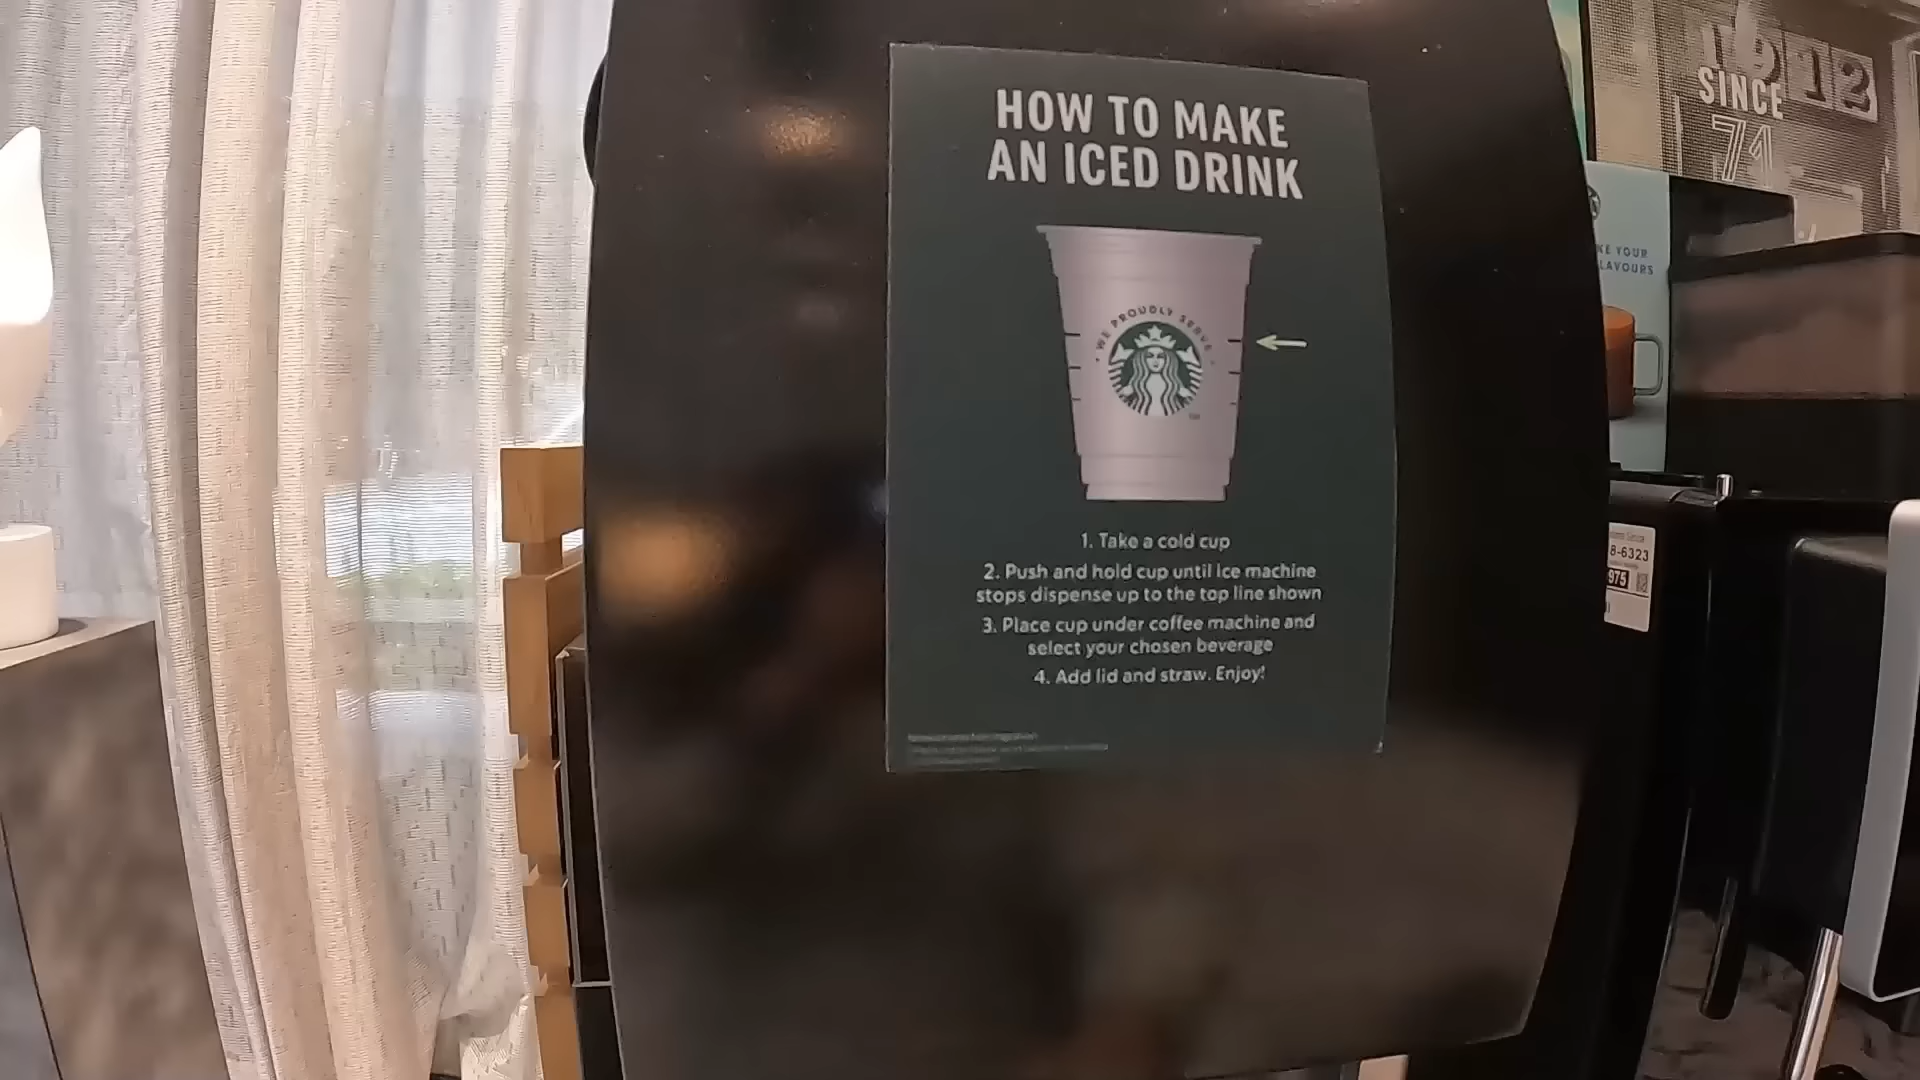 HOW TO MAKE
AN ICED DRINK
WE PROUDLY SERVE
1. Take a cold cup
2. Push and hold cup until ice machine
stops dispense up to the top line shown
3. Place cup under coffee machine and
select your chosen beverage
4. Add lid and straw. Enjoy!
1912
SINCE
71
KE YOUR
LAVOURS
8-6323
975